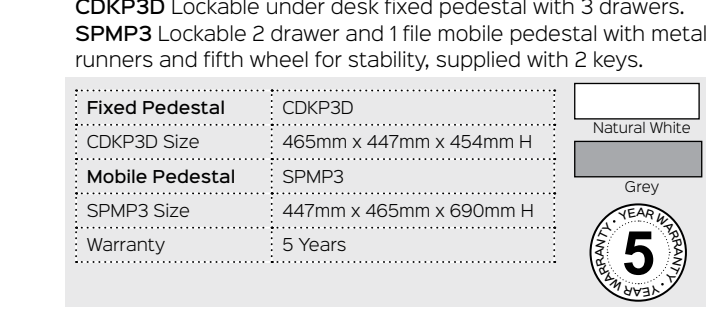 CDKP3D Lockable under desk fixed pedestal with 3 drawers.
SPMP3 Lockable 2 drawer and 1 file mobile pedestal with metal
runners and fifth wheel for stability, supplied with 2 keys.
Fixed Pedestal CDKP3D
CDKP3D Size 465mm x 447mm x 454mm H
Mobile Pedestal SPMP3
SPMP3 Size 447mm x 465mm x 690mm H
Warranty 5 Years
Natural White
Grey
YEAR WARRANTY · YEAR WARRANTY ·
5